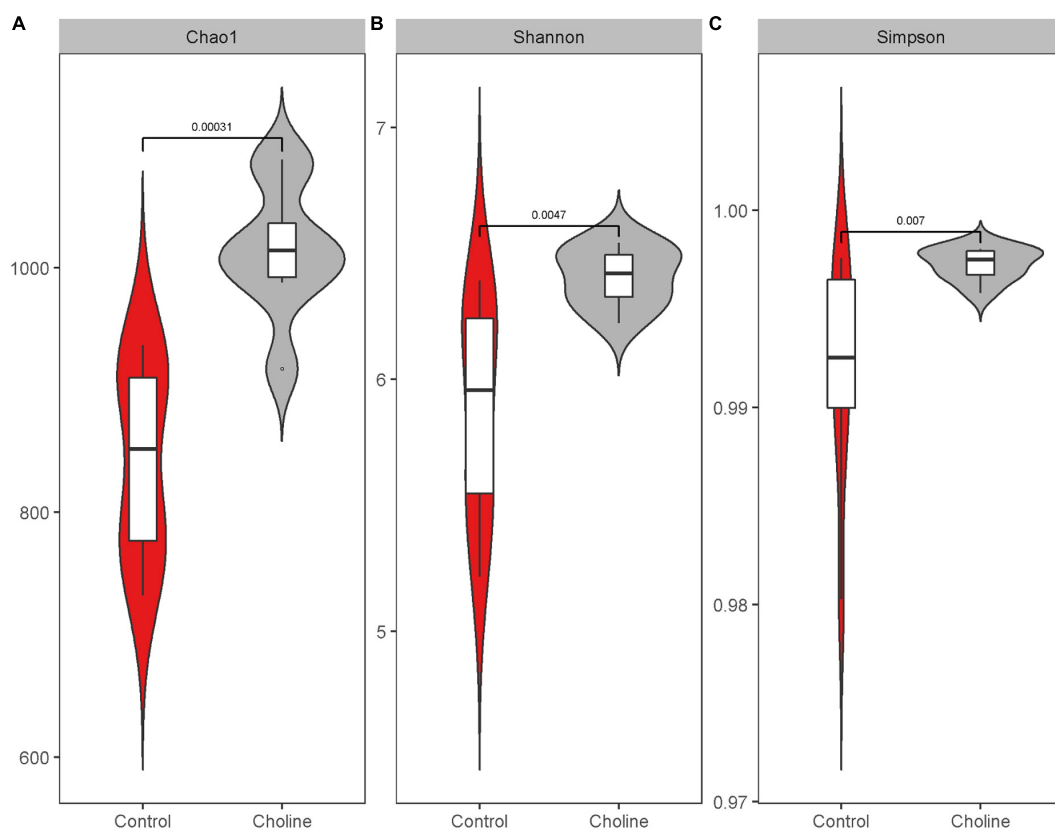 A
Chao1
0.00031
1000
800
600
Control
Choline
B
Shannon
7
0.0047
6
5
Control
Choline
C
Simpson
1.00
0.007
0.99
0.98
0.97
Control
Choline